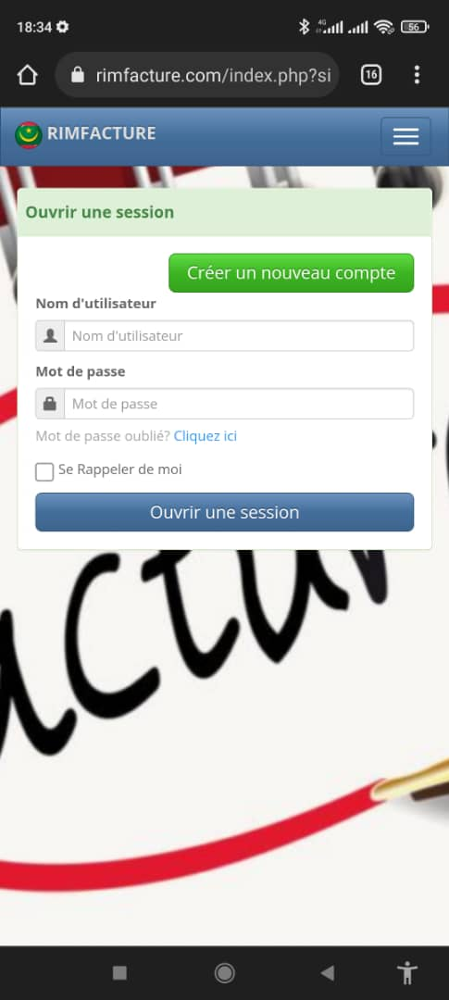 18:34
4G
56
rimfacture.com/index.php?si
16
RIMFACTURE
Ouvrir une session
Créer un nouveau compte
Nom d'utilisateur
Nom d'utilisateur
Mot de passe
Mot de passe
Mot de passe oublié? Cliquez ici
Se Rappeler de moi
Ouvrir une session
actu